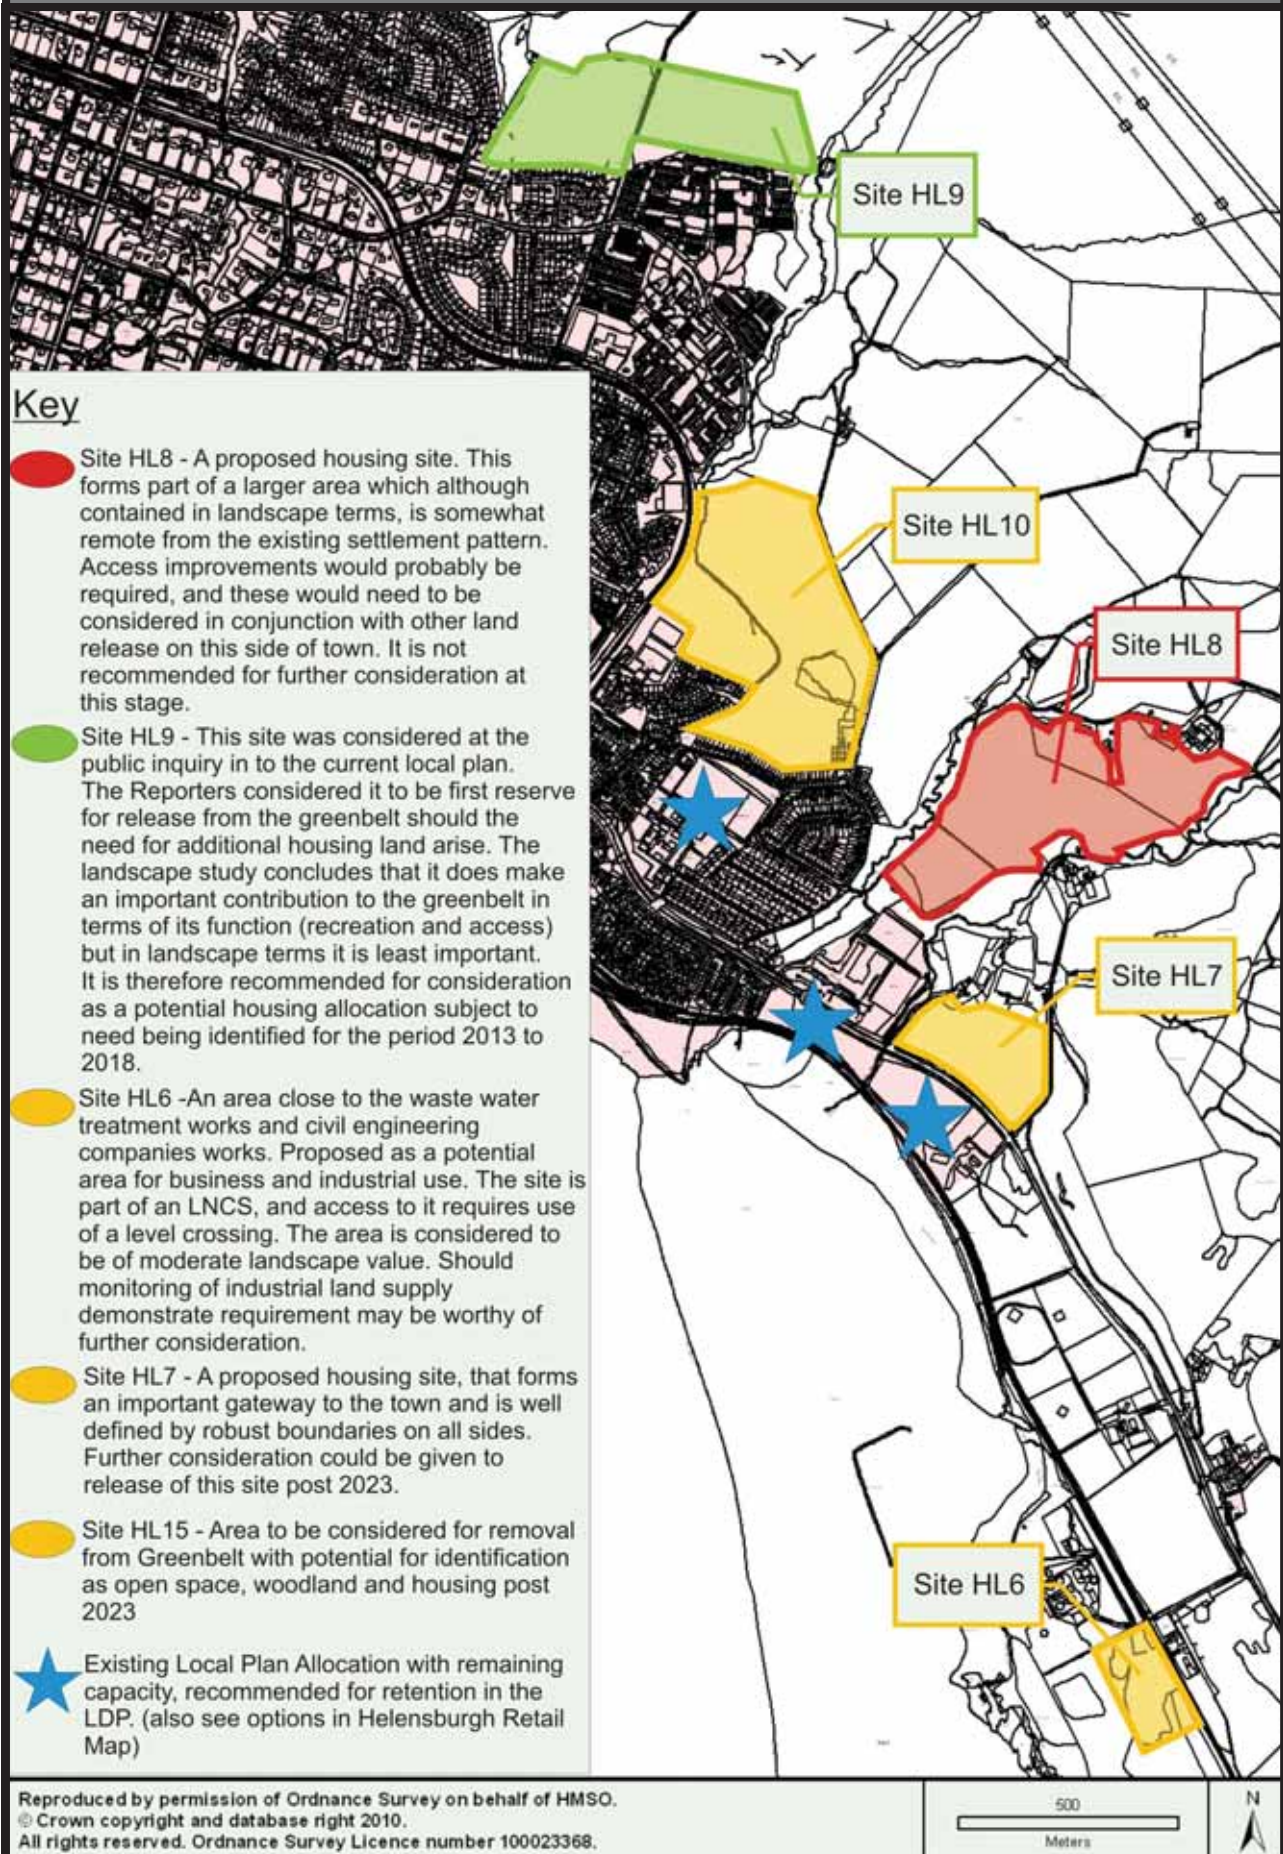 Site HL9
Key
Site HL8 - A proposed housing site. This
forms part of a larger area which although
contained in landscape terms, is somewhat
remote from the existing settlement pattern.
Access improvements would probably be
required, and these would need to be
considered in conjunction with other land
release on this side of town. It is not
recommended for further consideration at
this stage.
Site HL9 - This site was considered at the
public inquiry in to the current local plan.
The Reporters considered it to be first reserve
for release from the greenbelt should the
need for additional housing land arise. The
landscape study concludes that it does make
an important contribution to the greenbelt in
terms of its function (recreation and access)
but in landscape terms it is least important.
It is therefore recommended for consideration
as a potential housing allocation subject to
need being identified for the period 2013 to
2018.
Site HL6 -An area close to the waste water
treatment works and civil engineering
companies works. Proposed as a potential
area for business and industrial use. The site is
part of an LNCS, and access to it requires use
of a level crossing. The area is considered to
be of moderate landscape value. Should
monitoring of industrial land supply
demonstrate requirement may be worthy of
further consideration.
Site HL7 - A proposed housing site, that forms
an important gateway to the town and is well
defined by robust boundaries on all sides.
Further consideration could be given to
release of this site post 2023.
Site HL15 - Area to be considered for removal
from Greenbelt with potential for identification
as open space, woodland and housing post
2023
Existing Local Plan Allocation with remaining
capacity, recommended for retention in the
LDP. (also see options in Helensburgh Retail
Map)
Site HL10
Site HL8
Site HL7
Site HL6
Reproduced by permission of Ordnance Survey on behalf of HMSO.
© Crown copyright and database right 2010.
All rights reserved. Ordnance Survey Licence number 100023368.
500
Meters
N